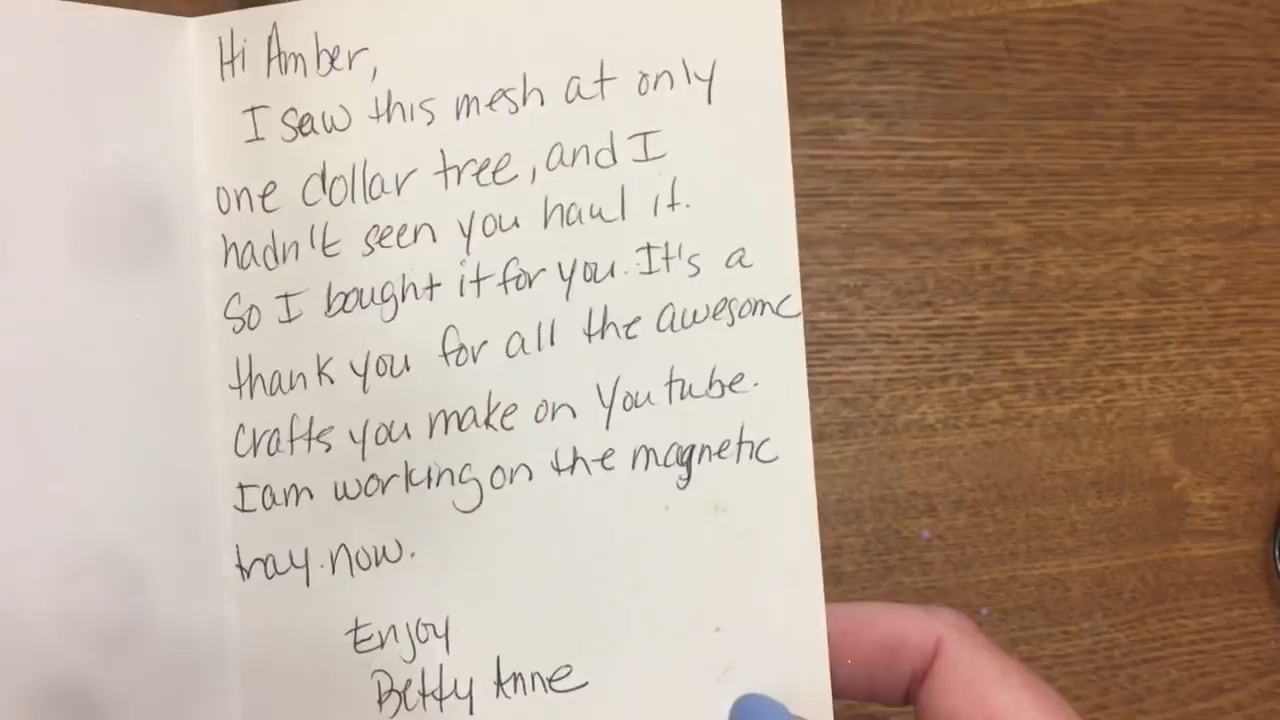 Hi Amber,
I saw this mesh at only
one dollar tree, and I
hadn't seen you haul it.
So I bought it for you. It's a
thank you for all the awesome
crafts you make on Youtube.
I am working on the magnetic
tray now.
Enjoy
Betty Anne